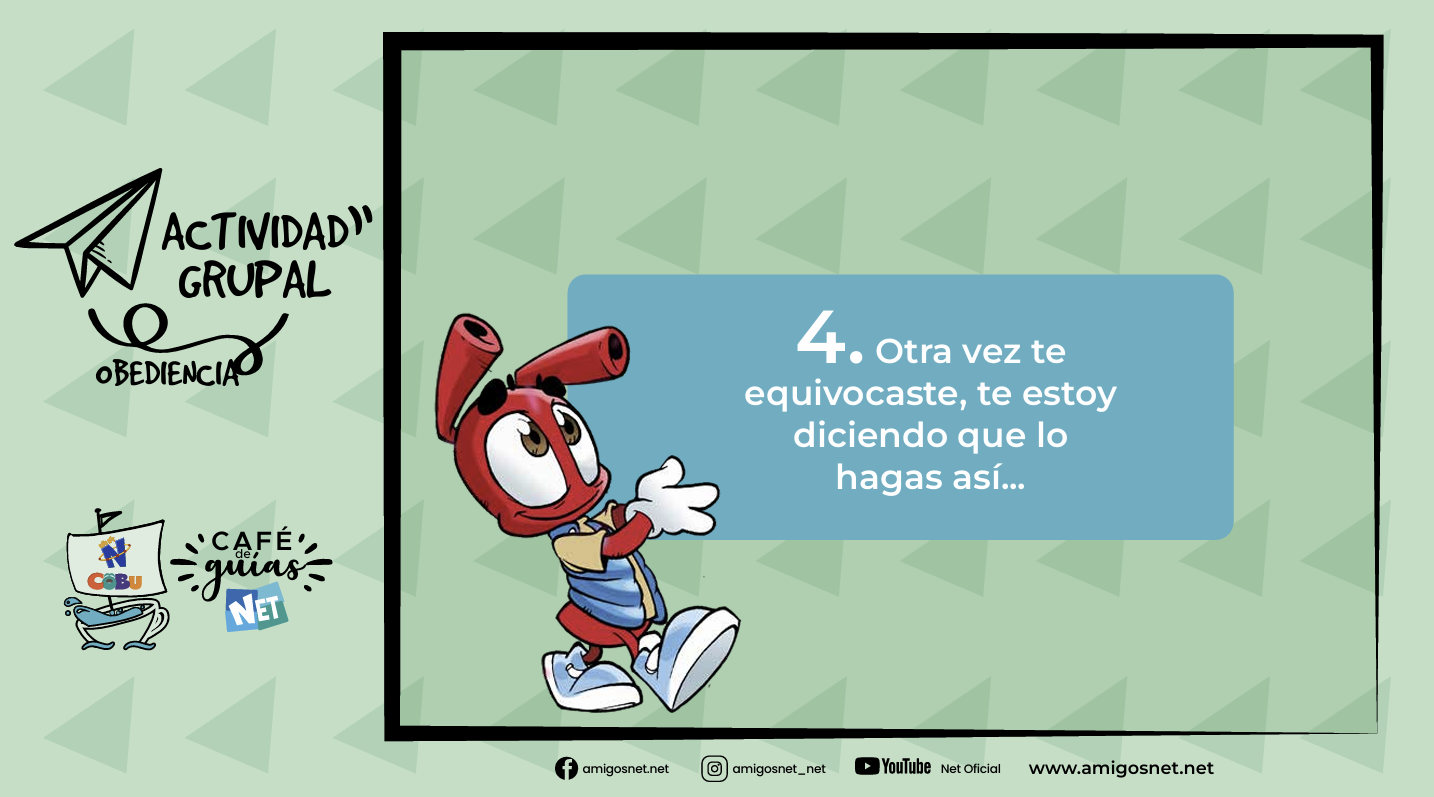 ACTIVIDAD
GRUPAL
OBEDIENCIA
4. Otra vez te
equivocaste, te estoy
diciendo que lo
hagas así...
N
COBU
CAFÉ
de
guías
NET
amigosnet.net
amigosnet_net
YouTube Net Oficial
www.amigosnet.net